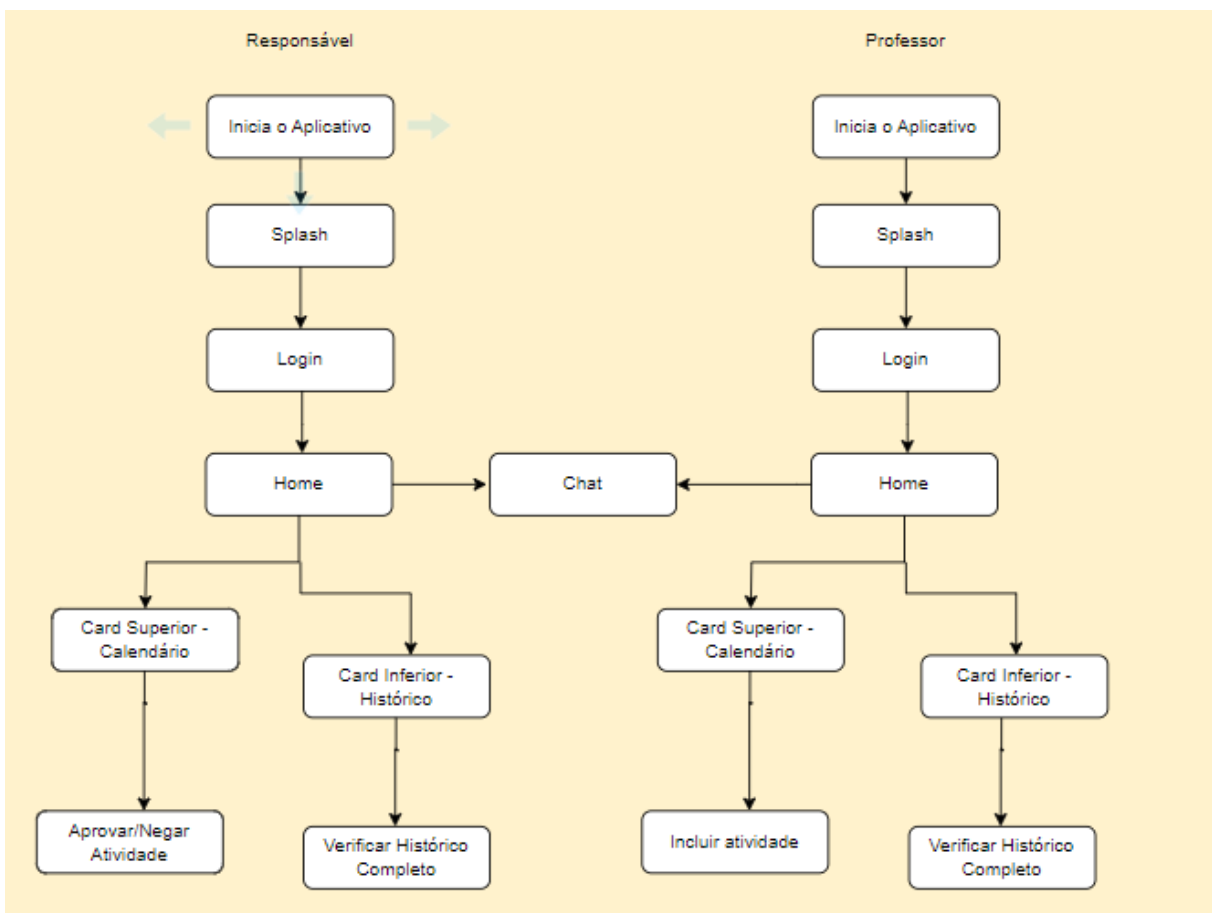 Responsável
Professor
Inicia o Aplicativo
Inicia o Aplicativo
Splash
Splash
Login
Login
Home
Chat
Home
Card Superior -
Calendário
Card Inferior -
Histórico
Card Superior -
Calendário
Card Inferior -
Histórico
Aprovar/Negar
Atividade
Verificar Histórico
Completo
Incluir atividade
Verificar Histórico
Completo